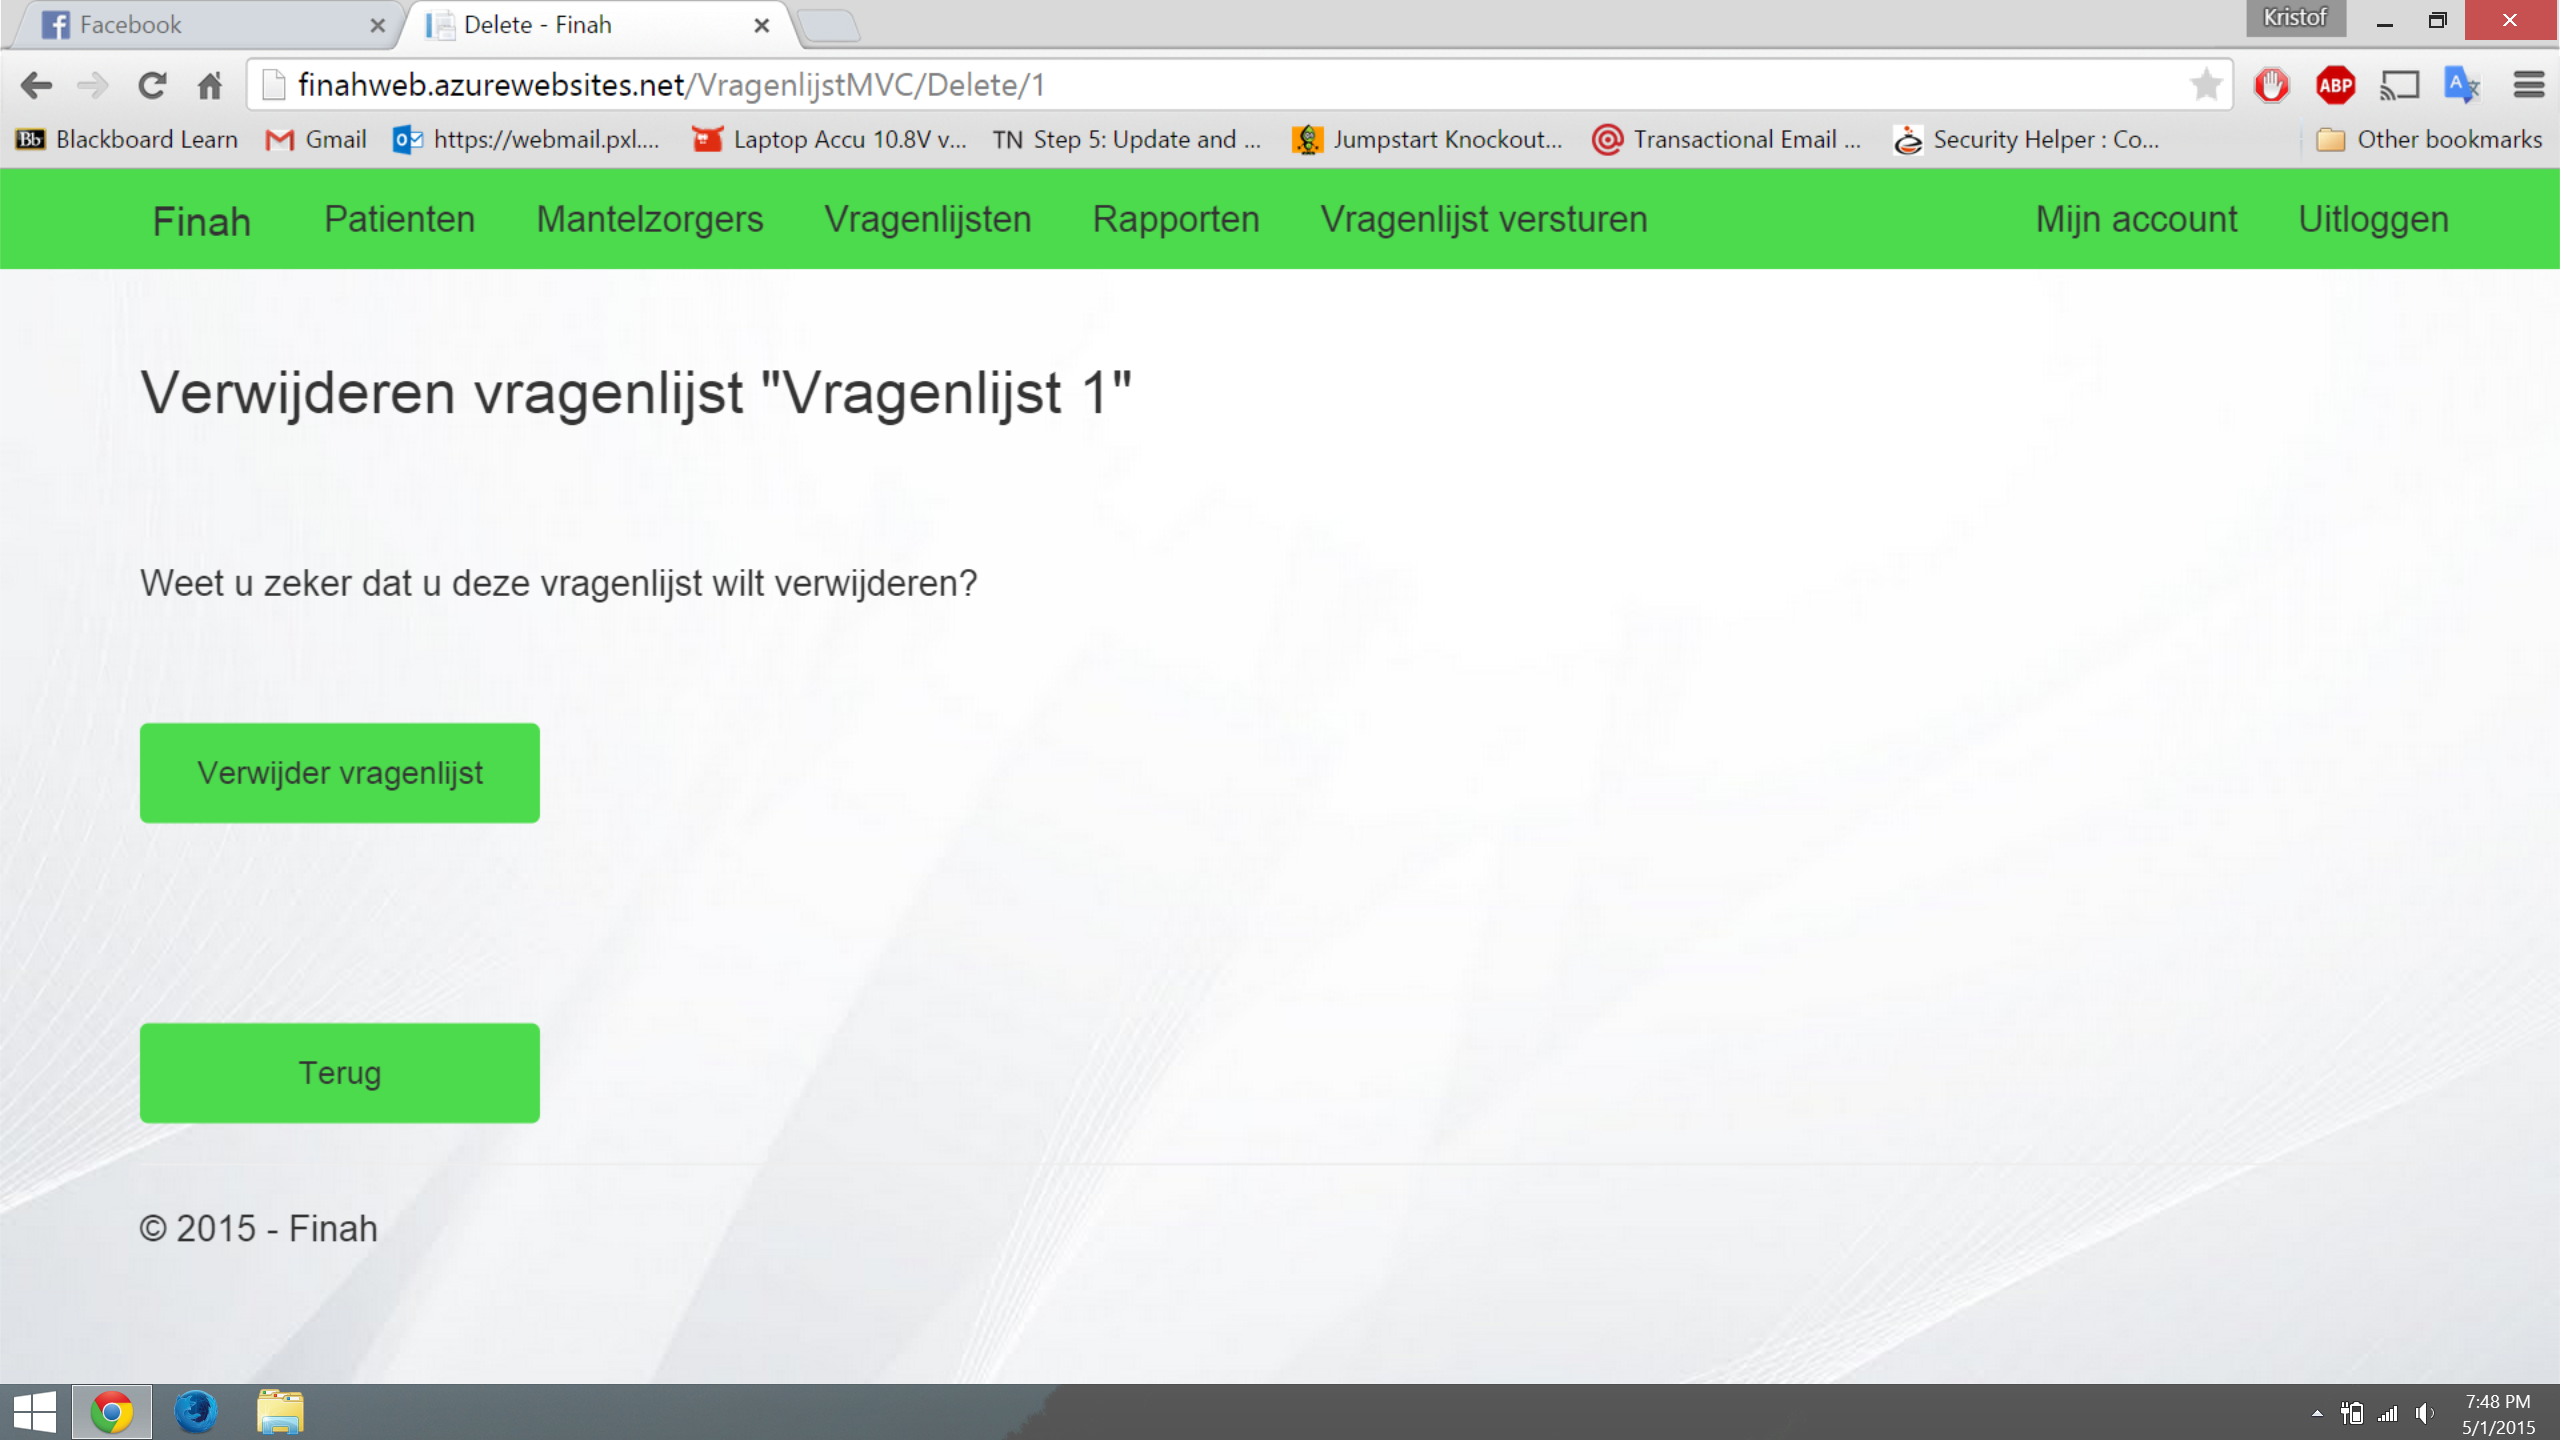 Facebook
Delete - Finah
Kristof
finahweb.azurewebsites.net/VragenlijstMVC/Delete/1
ABP
Bb Blackboard Learn Gmail https://webmail.pxl.... Laptop Accu 10.8V v... TN Step 5: Update and ... Jumpstart Knockout... Transactional Email ... Security Helper : Co... Other bookmarks
Finah Patienten Mantelzorgers Vragenlijsten Rapporten Vragenlijst versturen Mijn account Uitloggen
Verwijderen vragenlijst "Vragenlijst 1"
Weet u zeker dat u deze vragenlijst wilt verwijderen?
Verwijder vragenlijst
Terug
© 2015 - Finah
7:48 PM
5/1/2015